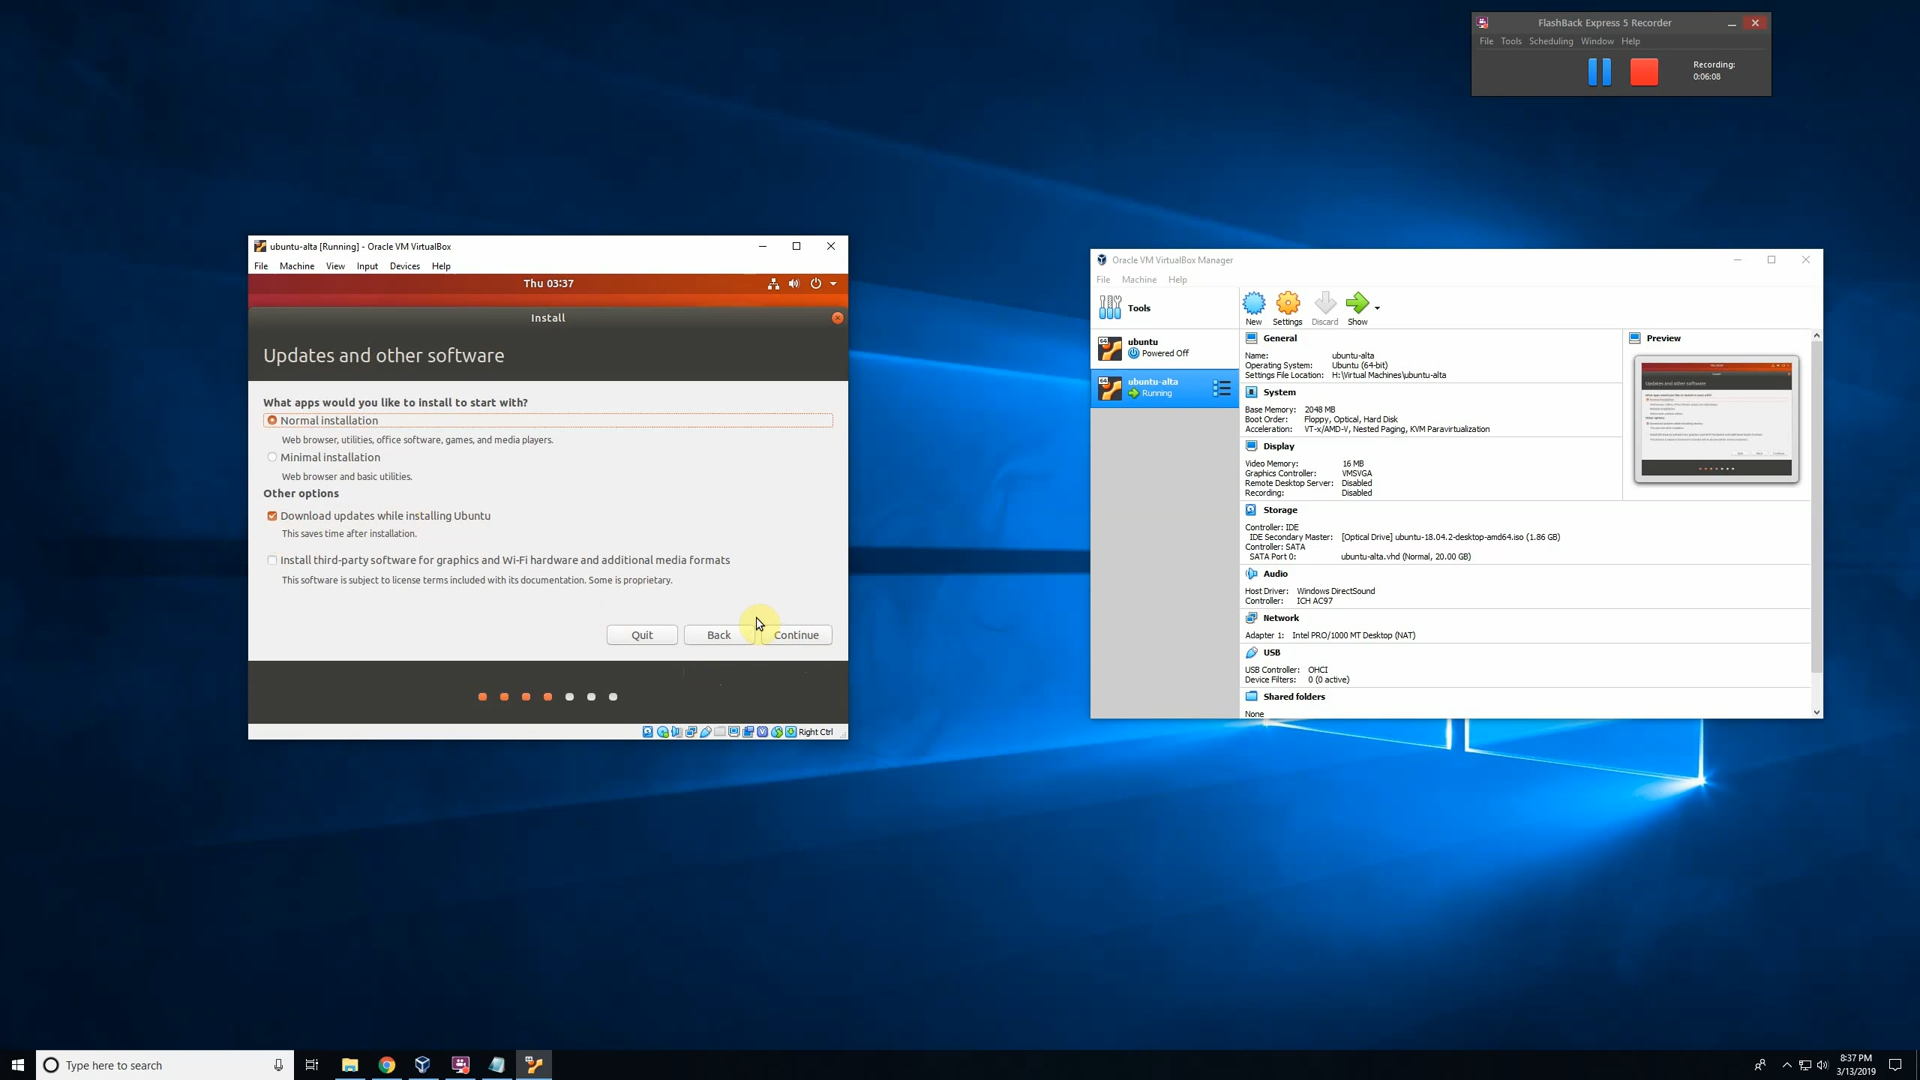 FlashBack Express 5 Recorder
File Tools Scheduling Window Help
Recording:
0:06:08
ubuntu-alta [Running] - Oracle VM VirtualBox
File Machine View Input Devices Help
Thu 03:37
Install
Updates and other software
What apps would you like to install to start with?
Normal installation
Web browser, utilities, office software, games, and media players.
Minimal installation
Web browser and basic utilities.
Other options
Download updates while installing Ubuntu
This saves time after installation.
Install third-party software for graphics and Wi-Fi hardware and additional media formats
This software is subject to license terms included with its documentation. Some is proprietary.
Quit Back Continue
Right Ctrl
Oracle VM VirtualBox Manager
File Machine Help
Tools
New Settings Discard Show
64 ubuntu
Powered Off
64 ubuntu-alta
Running
General
Name: ubuntu-alta
Operating System: Ubuntu (64-bit)
Settings File Location: H:\Virtual Machines\ubuntu-alta
System
Base Memory: 2048 MB
Boot Order: Floppy, Optical, Hard Disk
Acceleration: VT-x/AMD-V, Nested Paging, KVM Paravirtualization
Display
Video Memory: 16 MB
Graphics Controller: VMSVGA
Remote Desktop Server: Disabled
Recording: Disabled
Storage
Controller: IDE
IDE Secondary Master: [Optical Drive] ubuntu-18.04.2-desktop-amd64.iso (1.86 GB)
Controller: SATA
SATA Port 0: ubuntu-alta.vhd (Normal, 20.00 GB)
Audio
Host Driver: Windows DirectSound
Controller: ICH AC97
Network
Adapter 1: Intel PRO/1000 MT Desktop (NAT)
USB
USB Controller: OHCI
Device Filters: 0 (0 active)
Shared folders
None
Preview
Updates and other software
Type here to search
8:37 PM
3/13/2019